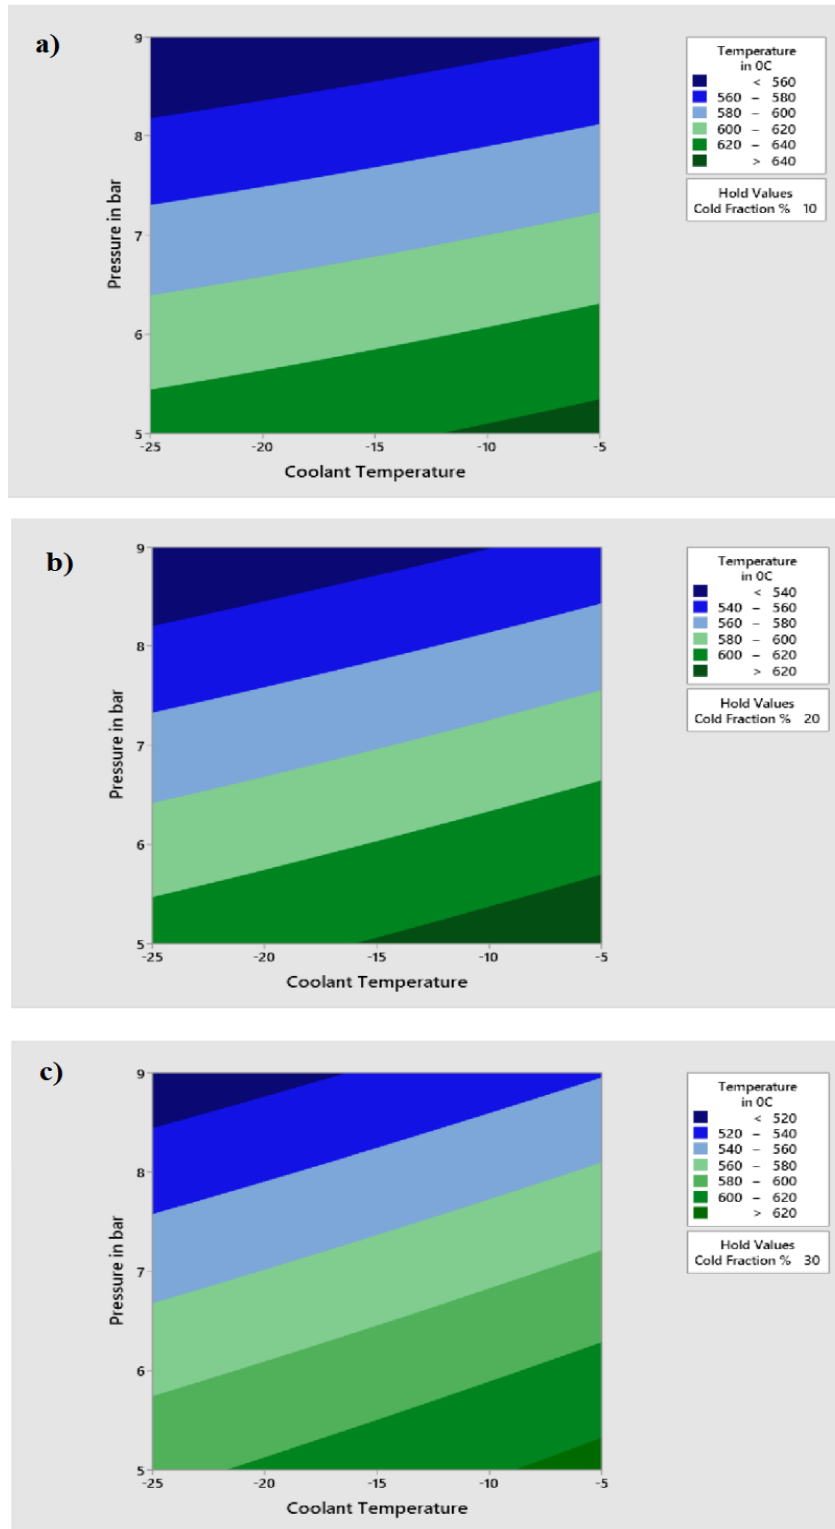 a)
Temperature
in 0C
< 560
560 – 580
580 – 600
600 – 620
620 – 640
> 640
Hold Values
Cold Fraction % 10
Pressure in bar
9
8
7
6
5
-25 -20 -15 -10 -5
Coolant Temperature
b)
Temperature
in 0C
< 540
540 – 560
560 – 580
580 – 600
600 – 620
> 620
Hold Values
Cold Fraction % 20
Pressure in bar
9
8
7
6
5
-25 -20 -15 -10 -5
Coolant Temperature
c)
Temperature
in 0C
< 520
520 – 540
540 – 560
560 – 580
580 – 600
600 – 620
> 620
Hold Values
Cold Fraction % 30
Pressure in bar
9
8
7
6
5
-25 -20 -15 -10 -5
Coolant Temperature